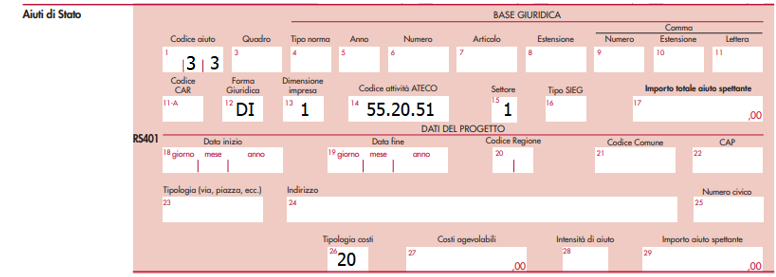 Aiuti di Stato
BASE GIURIDICA
Comma
Codice aiuto Quadro Tipo norma Anno Numero Articolo Estensione Numero Estensione Lettera
1 3 3 3 4 5 6 7 8 9 10 11
Codice CAR Forma Giuridica Dimensione impresa Codice attività ATECO Settore Tipo SIEG Importo totale aiuto spettante
11-A 12 DI 13 1 14 55.20.51 15 1 16 17 ,00
DATI DEL PROGETTO
RS401 Data inizio Data fine Codice Regione Codice Comune CAP
18 giorno mese anno 19 giorno mese anno 20 21 22
Tipologia (via, piazza, ecc.) Indirizzo Numero civico
23 24 25
Tipologia costi Costi agevolabili Intensità di aiuto Importo aiuto spettante
26 20 27 ,00 28 29 ,00